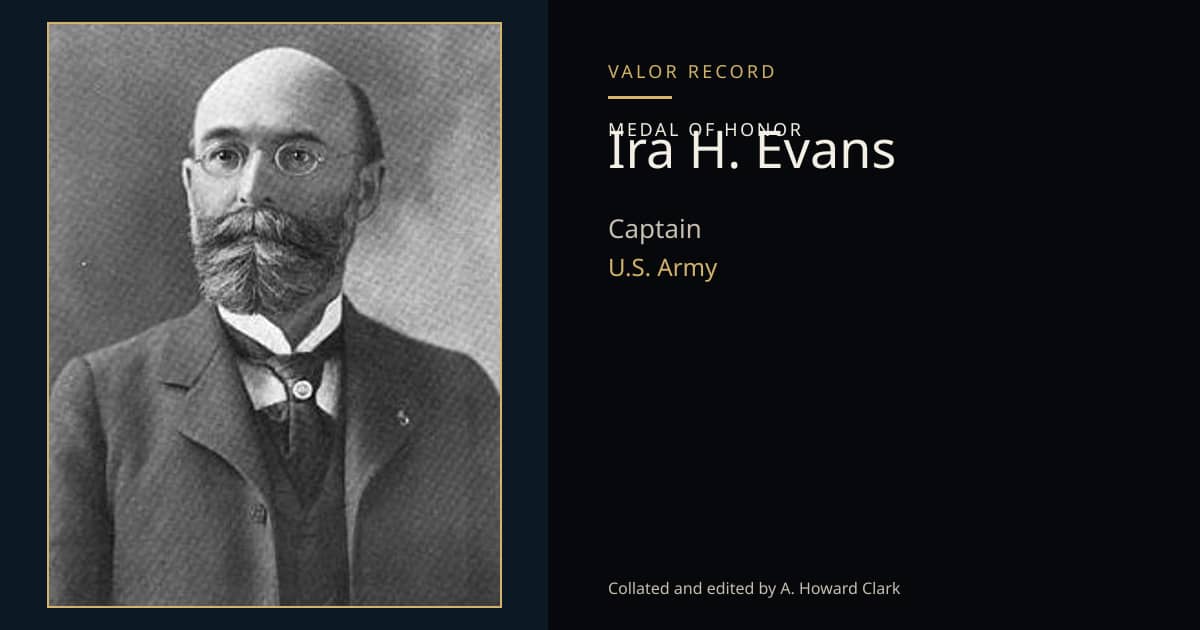 VALOR RECORD
MEDAL OF HONOR
Ira H. Evans
Captain
U.S. Army
Collated and edited by A. Howard Clark